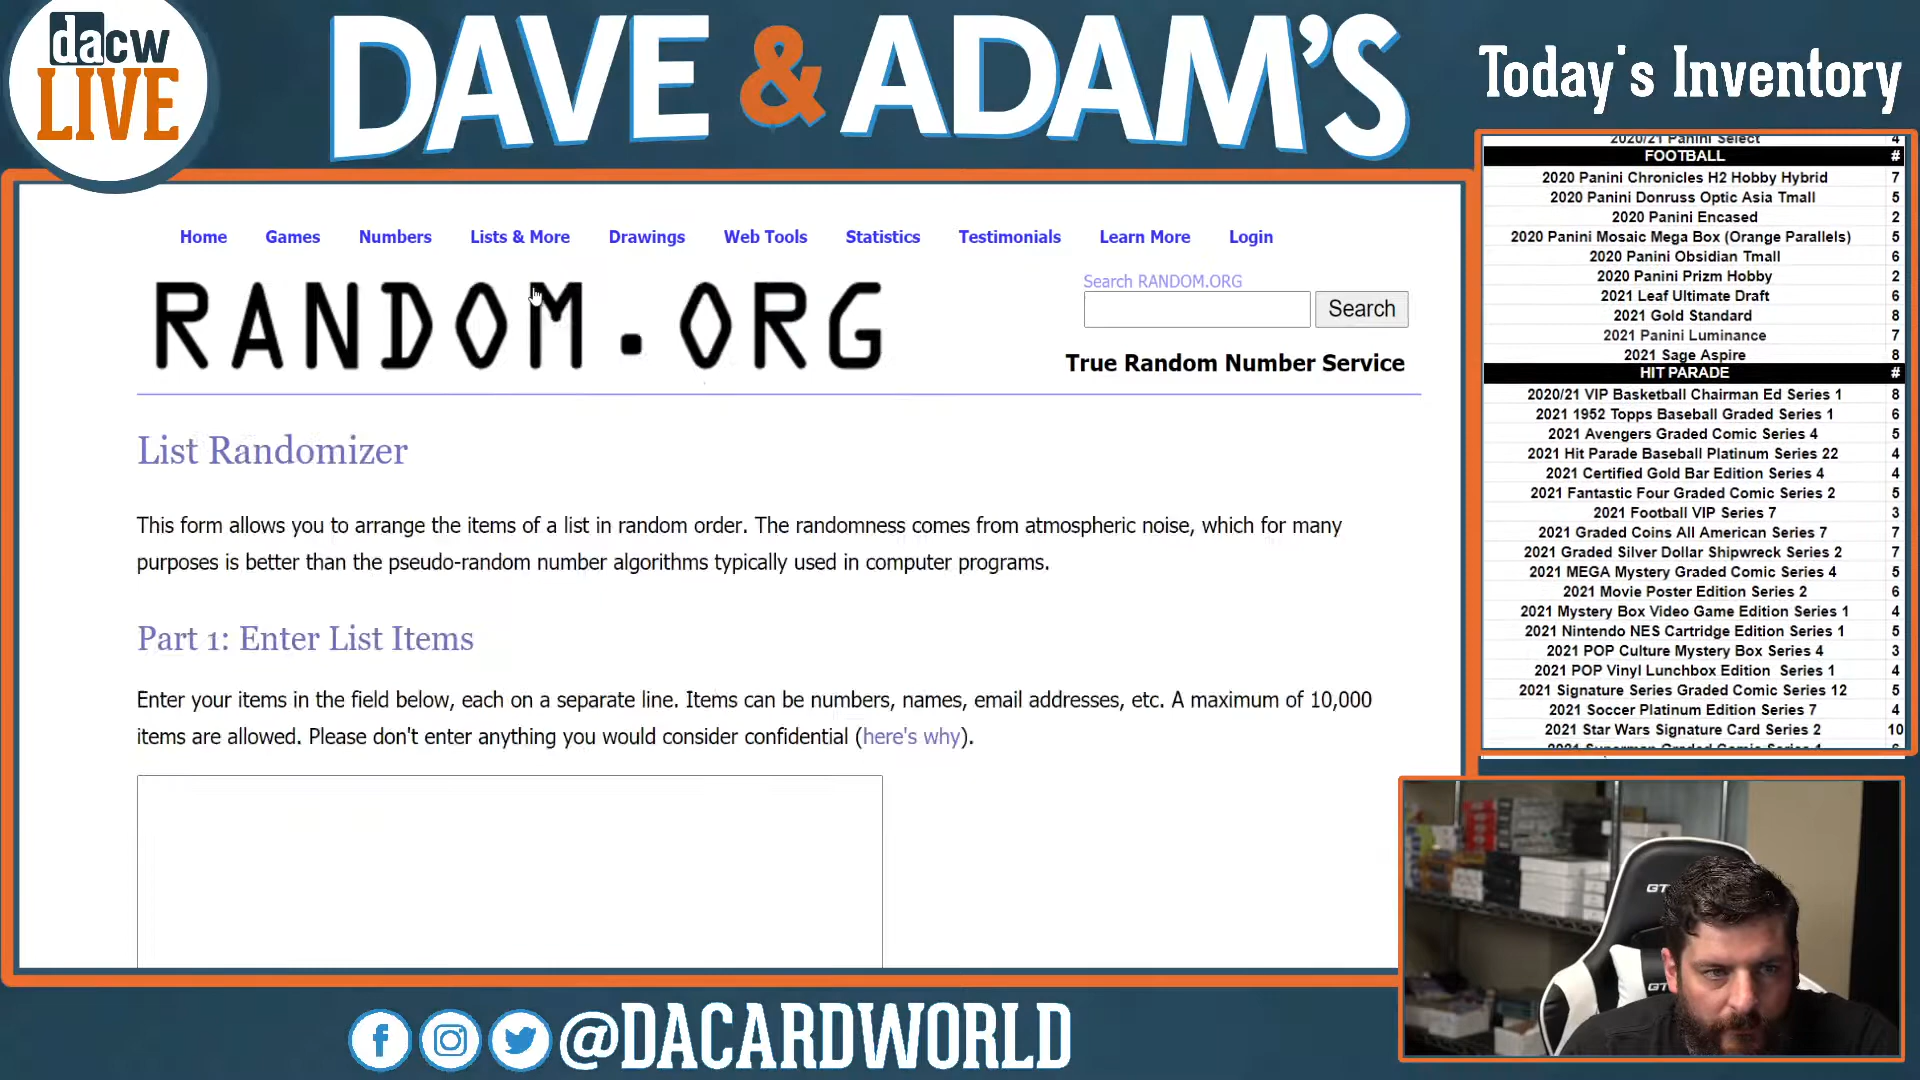 dacw
LIVE
DAVE & ADAM'S
Today's Inventory
Home
Games
Numbers
Lists & More
Drawings
Web Tools
Statistics
Testimonials
Learn More
Login
RANDOM.ORG
Search RANDOM.ORG
Search
True Random Number Service
List Randomizer
This form allows you to arrange the items of a list in random order. The randomness comes from atmospheric noise, which for many
purposes is better than the pseudo-random number algorithms typically used in computer programs.
Part 1: Enter List Items
Enter your items in the field below, each on a separate line. Items can be numbers, names, email addresses, etc. A maximum of 10,000
items are allowed. Please don't enter anything you would consider confidential (here's why).
2020/21 Panini Select 4
FOOTBALL #
2020 Panini Chronicles H2 Hobby Hybrid 7
2020 Panini Donruss Optic Asia Tmall 5
2020 Panini Encased 2
2020 Panini Mosaic Mega Box (Orange Parallels) 5
2020 Panini Obsidian Tmall 6
2020 Panini Prizm Hobby 2
2021 Leaf Ultimate Draft 6
2021 Gold Standard 8
2021 Panini Luminance 7
2021 Sage Aspire 8
HIT PARADE #
2020/21 VIP Basketball Chairman Ed Series 1 8
2021 1952 Topps Baseball Graded Series 1 6
2021 Avengers Graded Comic Series 4 5
2021 Hit Parade Baseball Platinum Series 22 4
2021 Certified Gold Bar Edition Series 4 4
2021 Fantastic Four Graded Comic Series 2 5
2021 Football VIP Series 7 3
2021 Graded Coins All American Series 7 7
2021 Graded Silver Dollar Shipwreck Series 2 7
2021 MEGA Mystery Graded Comic Series 4 5
2021 Movie Poster Edition Series 2 6
2021 Mystery Box Video Game Edition Series 1 4
2021 Nintendo NES Cartridge Edition Series 1 5
2021 POP Culture Mystery Box Series 4 3
2021 POP Vinyl Lunchbox Edition Series 1 4
2021 Signature Series Graded Comic Series 12 5
2021 Soccer Platinum Edition Series 7 4
2021 Star Wars Signature Card Series 2 10
2021 Superman Graded Comic Series
GT
GT
@DACARDWORLD